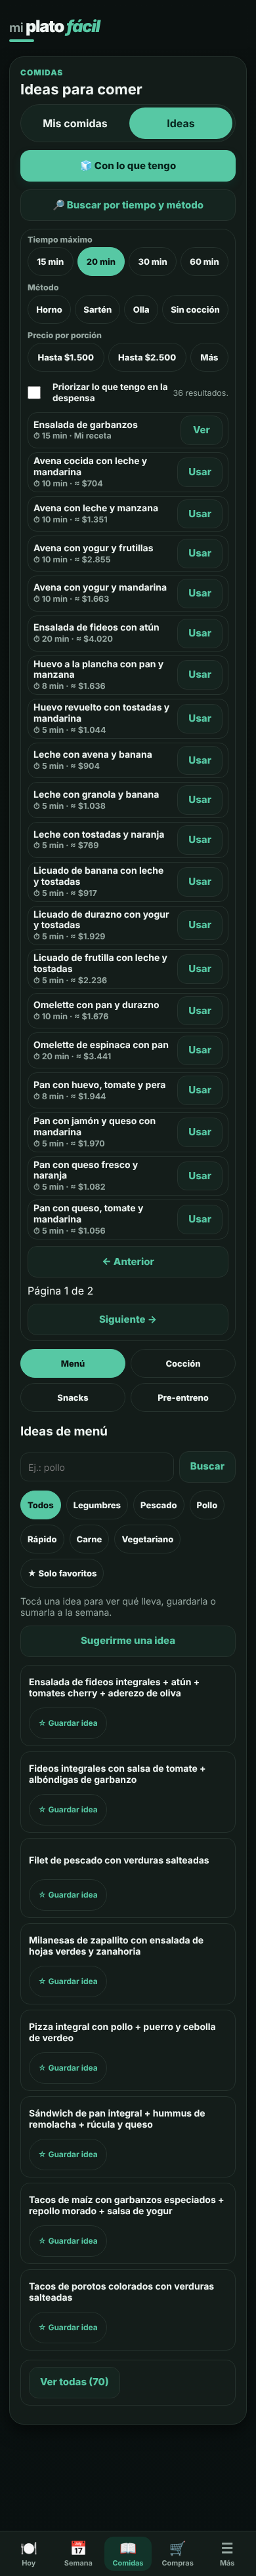 mi plato fácil
COMIDAS
Ideas para comer
Mis comidas
Ideas
🧊 Con lo que tengo
🔎 Buscar por tiempo y método
Tiempo máximo
15 min
20 min
30 min
60 min
Método
Horno
Sartén
Olla
Sin cocción
Precio por porción
Hasta $1.500
Hasta $2.500
Más
Priorizar lo que tengo en la
despensa
36 resultados.
Ensalada de garbanzos
⏱ 15 min · Mi receta
Ver
Avena cocida con leche y
mandarina
⏱ 10 min · ≈ $704
Usar
Avena con leche y manzana
⏱ 10 min · ≈ $1.351
Usar
Avena con yogur y frutillas
⏱ 10 min · ≈ $2.855
Usar
Avena con yogur y mandarina
⏱ 10 min · ≈ $1.663
Usar
Ensalada de fideos con atún
⏱ 20 min · ≈ $4.020
Usar
Huevo a la plancha con pan y
manzana
⏱ 8 min · ≈ $1.636
Usar
Huevo revuelto con tostadas y
mandarina
⏱ 5 min · ≈ $1.044
Usar
Leche con avena y banana
⏱ 5 min · ≈ $904
Usar
Leche con granola y banana
⏱ 5 min · ≈ $1.038
Usar
Leche con tostadas y naranja
⏱ 5 min · ≈ $769
Usar
Licuado de banana con leche
y tostadas
⏱ 5 min · ≈ $917
Usar
Licuado de durazno con yogur
y tostadas
⏱ 5 min · ≈ $1.929
Usar
Licuado de frutilla con leche y
tostadas
⏱ 5 min · ≈ $2.236
Usar
Omelette con pan y durazno
⏱ 10 min · ≈ $1.676
Usar
Omelette de espinaca con pan
⏱ 20 min · ≈ $3.441
Usar
Pan con huevo, tomate y pera
⏱ 8 min · ≈ $1.944
Usar
Pan con jamón y queso con
mandarina
⏱ 5 min · ≈ $1.970
Usar
Pan con queso fresco y
naranja
⏱ 5 min · ≈ $1.082
Usar
Pan con queso, tomate y
mandarina
⏱ 5 min · ≈ $1.056
Usar
← Anterior
Página 1 de 2
Siguiente →
Menú
Cocción
Snacks
Pre-entreno
Ideas de menú
Ej.: pollo
Buscar
Todos
Legumbres
Pescado
Pollo
Rápido
Carne
Vegetariano
★ Solo favoritos
Tocá una idea para ver qué lleva, guardarla o
sumarla a la semana.
Sugerirme una idea
Ensalada de fideos integrales + atún +
tomates cherry + aderezo de oliva
☆ Guardar idea
Fideos integrales con salsa de tomate +
albóndigas de garbanzo
☆ Guardar idea
Filet de pescado con verduras salteadas
☆ Guardar idea
Milanesas de zapallito con ensalada de
hojas verdes y zanahoria
☆ Guardar idea
Pizza integral con pollo + puerro y cebolla
de verdeo
☆ Guardar idea
Sándwich de pan integral + hummus de
remolacha + rúcula y queso
☆ Guardar idea
Tacos de maíz con garbanzos especiados +
repollo morado + salsa de yogur
☆ Guardar idea
Tacos de porotos colorados con verduras
salteadas
☆ Guardar idea
Ver todas (70)
Hoy
Semana
Comidas
Compras
Más